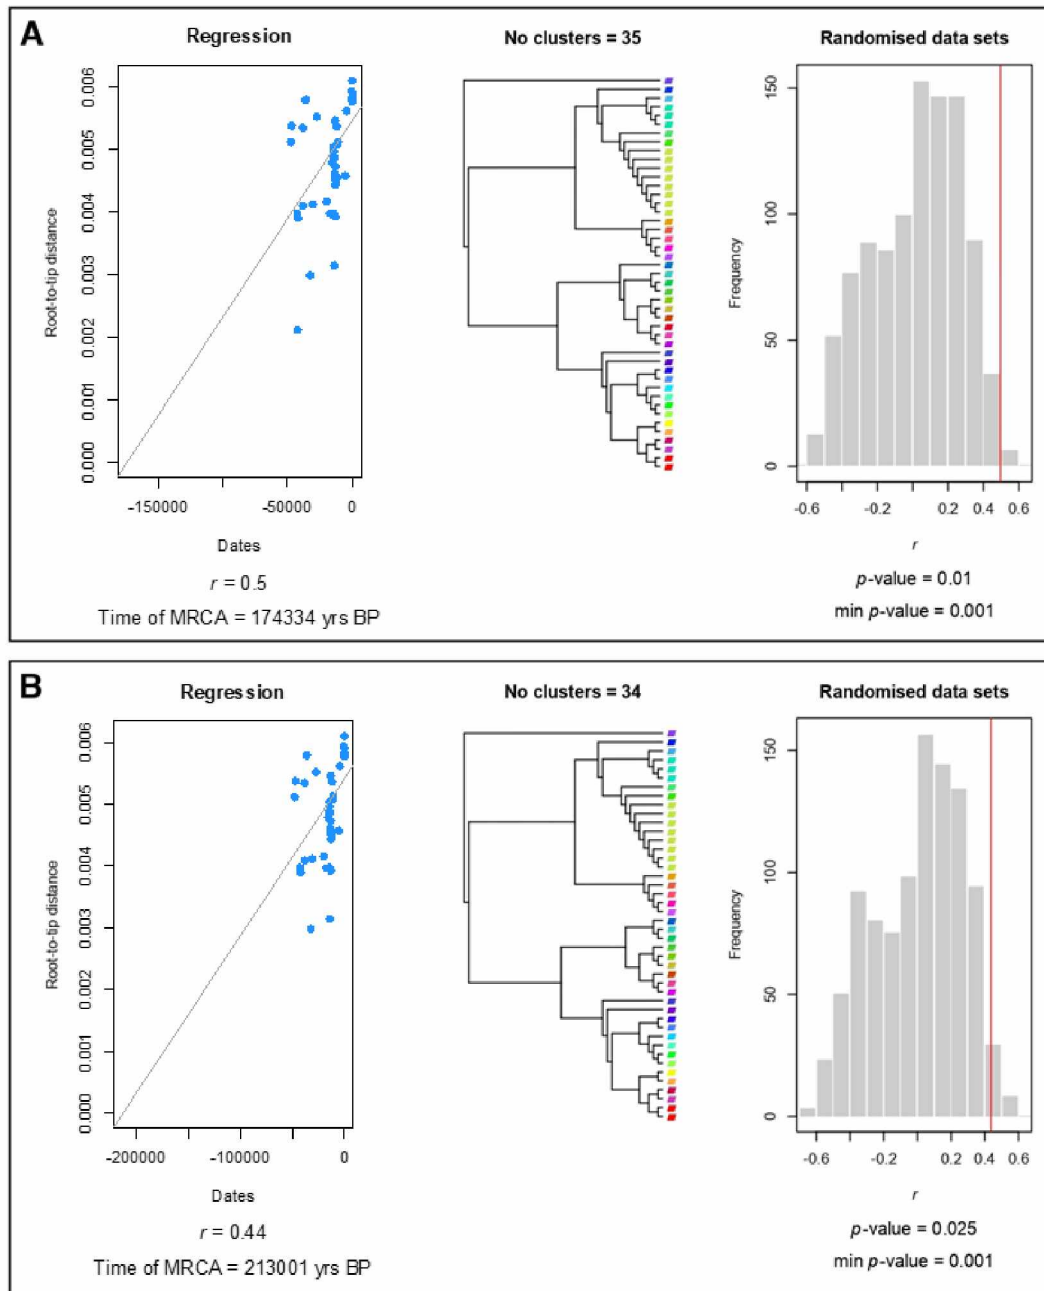 A
Regression
No clusters = 35
Randomised data sets
0.006
0.005
0.004
0.003
0.002
0.001
0.000
Root-to-tip distance
-150000 -50000 0
Dates
r = 0.5
Time of MRCA = 174334 yrs BP
150
100
50
0
Frequency
-0.6 -0.2 0.2 0.4 0.6
r
p-value = 0.01
min p-value = 0.001
B
Regression
No clusters = 34
Randomised data sets
0.006
0.005
0.004
0.003
0.002
0.001
0.000
Root-to-tip distance
-200000 -100000 0
Dates
r = 0.44
Time of MRCA = 213001 yrs BP
150
100
50
0
Frequency
-0.6 -0.2 0.2 0.4 0.6
r
p-value = 0.025
min p-value = 0.001